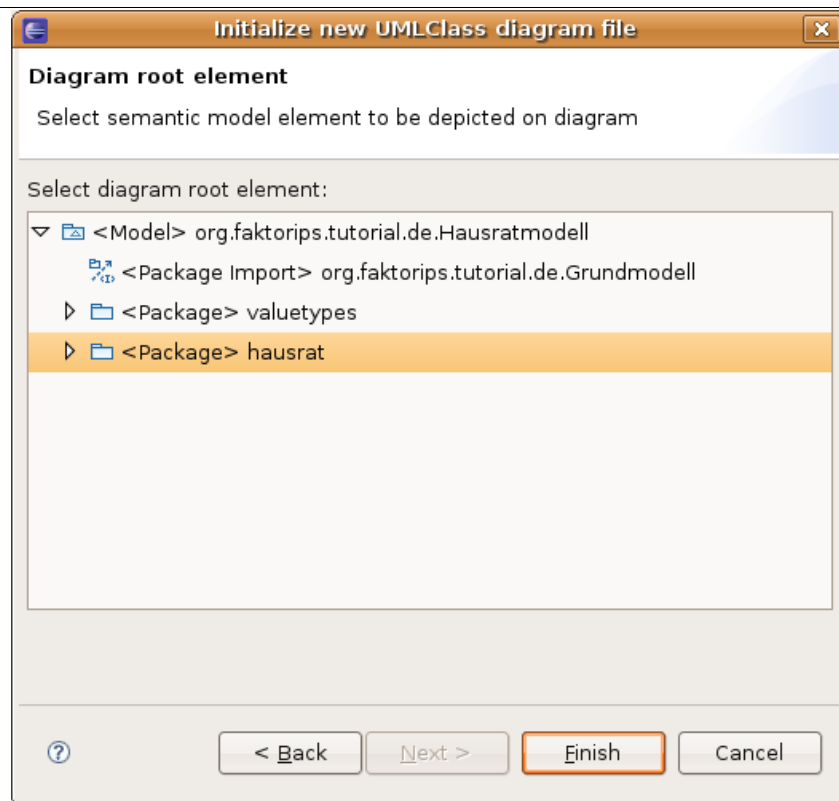 Initialize new UMLClass diagram file
Diagram root element
Select semantic model element to be depicted on diagram
Select diagram root element:
<Model> org.faktorips.tutorial.de.Hausratmodell
<Package Import> org.faktorips.tutorial.de.Grundmodell
<Package> valuetypes
<Package> hausrat
? < Back Next > Finish Cancel